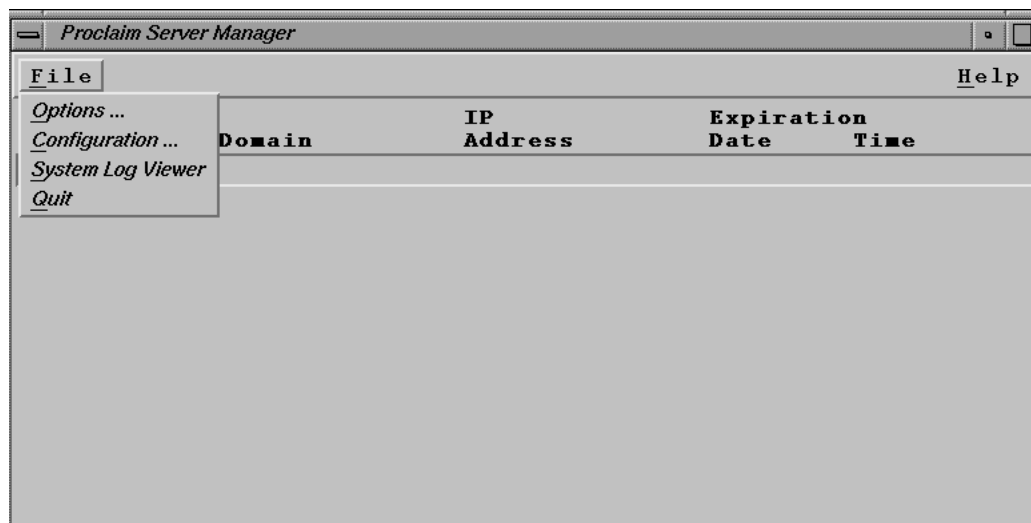 Proclaim Server Manager
File Help
Options ...
Configuration ...
System Log Viewer
Quit
IP Expiration
Domain Address Date Time